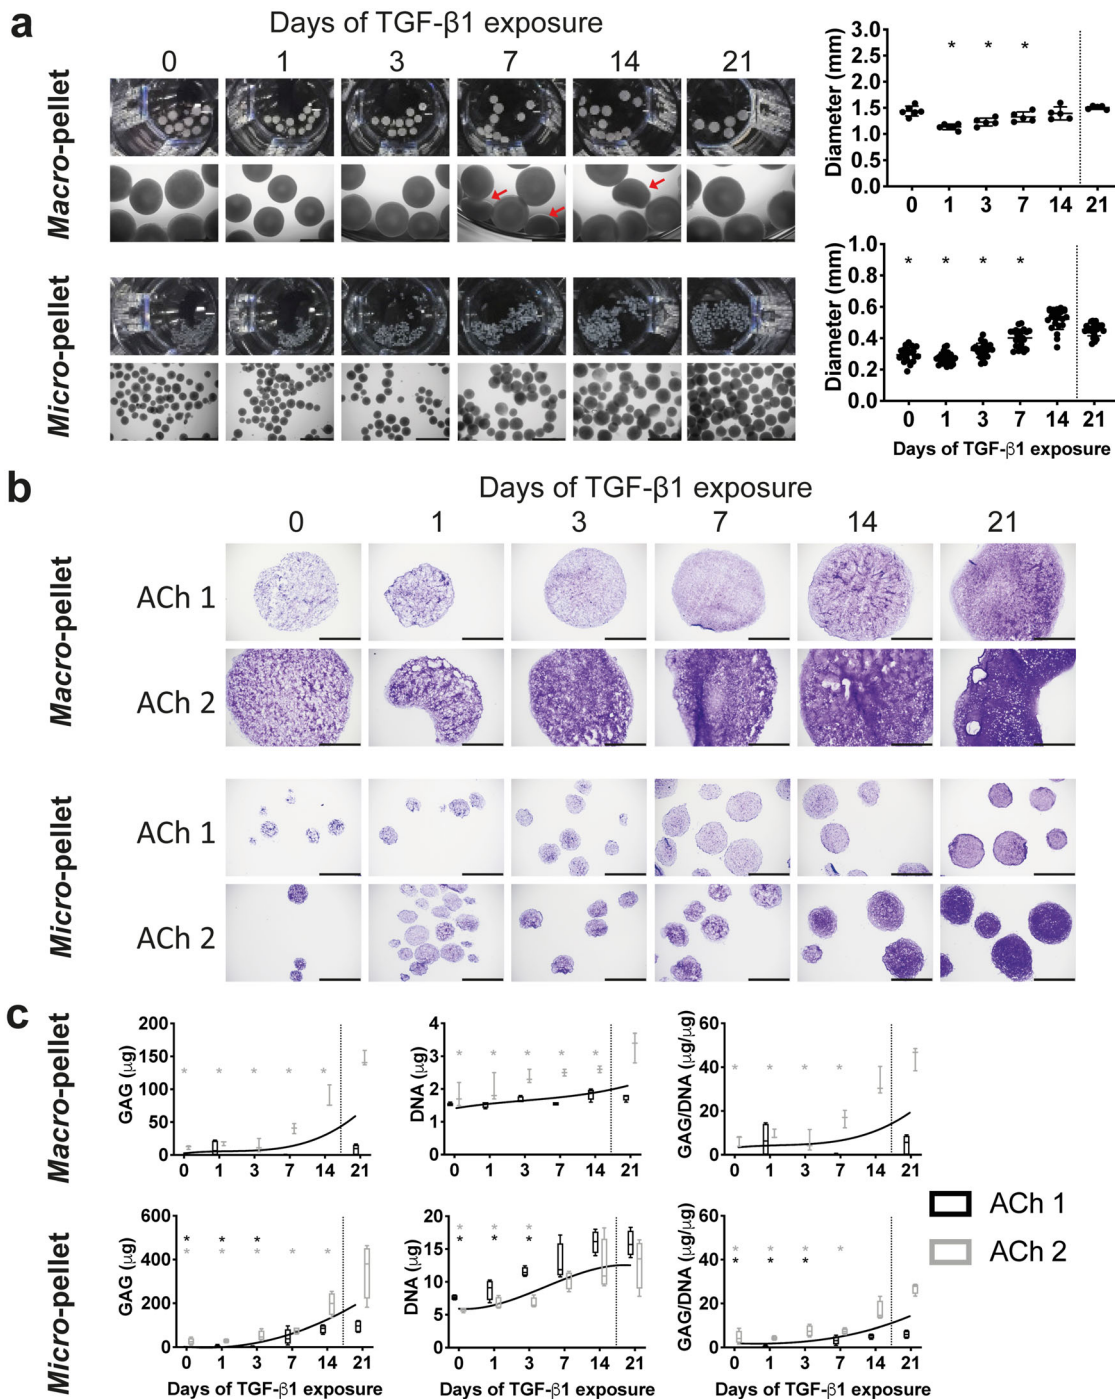 a
Days of TGF-β1 exposure
0 1 3 7 14 21
Macro-pellet
Micro-pellet
Diameter (mm)
3.0
2.5
2.0
1.5
1.0
0.5
0.0
* * *
0 1 3 7 14 21
Diameter (mm)
1.0
0.8
0.6
0.4
0.2
0.0
* * * *
0 1 3 7 14 21
Days of TGF-β1 exposure
b
Days of TGF-β1 exposure
0 1 3 7 14 21
Macro-pellet
ACh 1
ACh 2
Micro-pellet
ACh 1
ACh 2
c
Macro-pellet
GAG (μg)
200
150
100
50
0
* * * * *
0 1 3 7 14 21
DNA (μg)
4
3
2
1
0
* * * * *
0 1 3 7 14 21
GAG/DNA (μg/μg)
60
40
20
0
* * * *
0 1 3 7 14 21
Micro-pellet
GAG (μg)
600
400
200
0
* * *
* * * * *
0 1 3 7 14 21
Days of TGF-β1 exposure
DNA (μg)
20
15
10
5
0
* * *
* * *
0 1 3 7 14 21
Days of TGF-β1 exposure
GAG/DNA (μg/μg)
60
40
20
0
* * * *
* * *
0 1 3 7 14 21
Days of TGF-β1 exposure
ACh 1
ACh 2